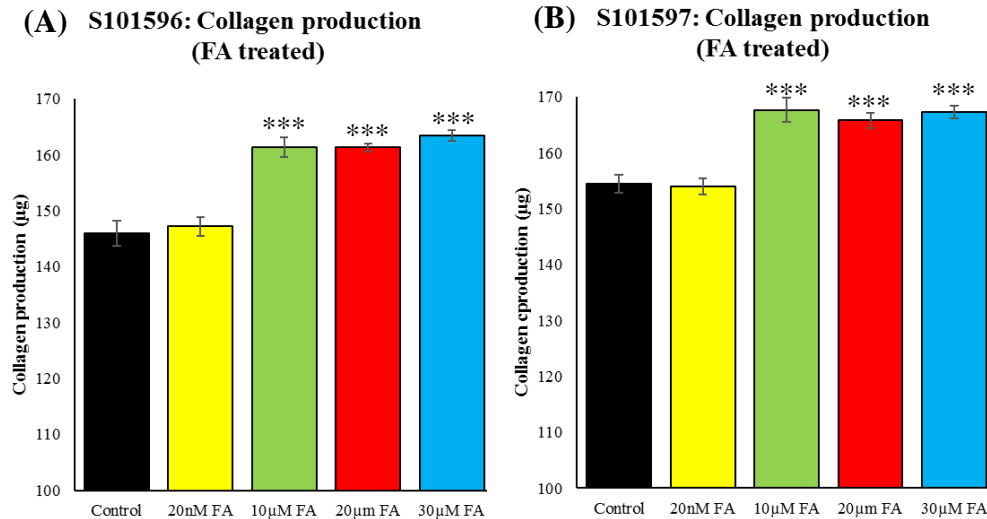 (A) S101596: Collagen production
(FA treated)
Collagen production (µg)
170
160
150
140
130
120
110
100
***
***
***
Control
20nM FA
10µM FA
20µm FA
30µM FA
(B) S101597: Collagen production
(FA treated)
Collagen cproduction (µg)
170
160
150
140
130
120
110
100
***
***
***
Control
20nM FA
10µM FA
20µm FA
30µM FA